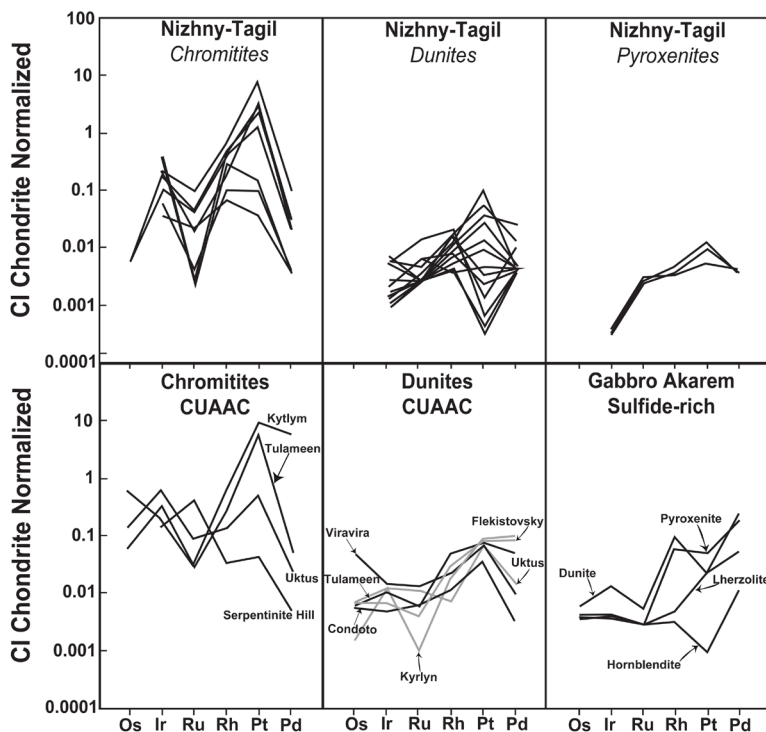 CI Chondrite Normalized
100
10
1
0.1
0.01
0.001
0.0001
Nizhny-Tagil
Chromitites
Nizhny-Tagil
Dunites
Nizhny-Tagil
Pyroxenites
CI Chondrite Normalized
10
1
0.1
0.01
0.001
0.0001
Chromitites
CUAAC
Kytlym
Tulameen
Uktus
Serpentinite Hill
Dunites
CUAAC
Flekistovsky
Viravira
Uktus
Tulameen
Condoto
Kyrlyn
Gabbro Akarem
Sulfide-rich
Pyroxenite
Dunite
Lherzolite
Hornblendite
Os Ir Ru Rh Pt Pd
Os Ir Ru Rh Pt Pd
Os Ir Ru Rh Pt Pd